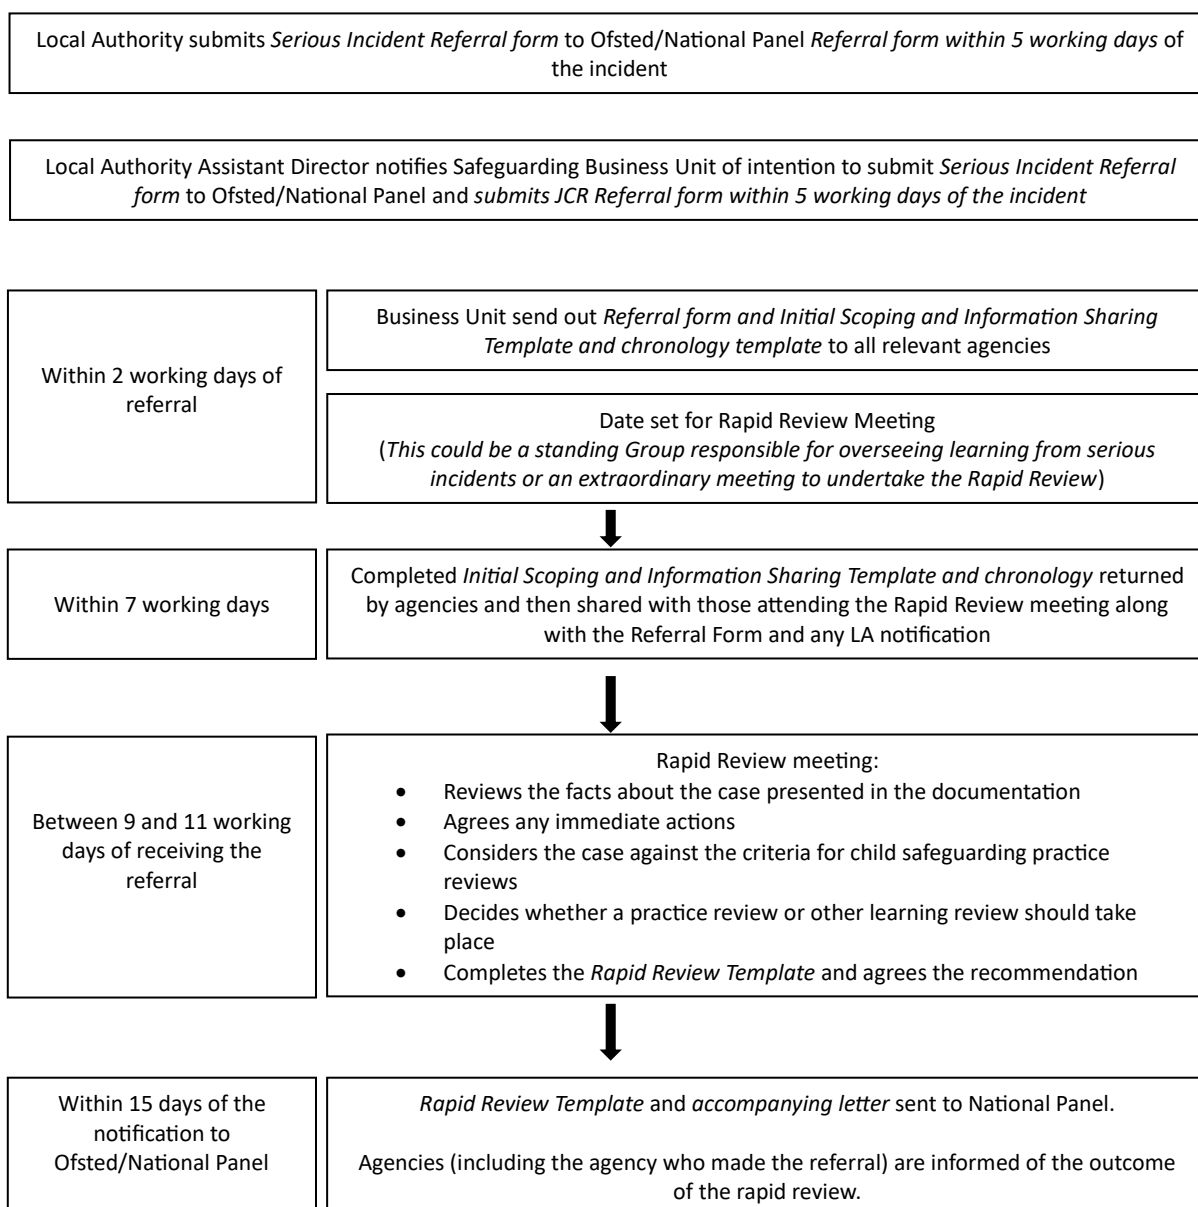 Local Authority submits Serious Incident Referral form to Ofsted/National Panel Referral form within 5 working days of
the incident
Local Authority Assistant Director notifies Safeguarding Business Unit of intention to submit Serious Incident Referral
form to Ofsted/National Panel and submits JCR Referral form within 5 working days of the incident
Within 2 working days of
referral
Business Unit send out Referral form and Initial Scoping and Information Sharing
Template and chronology template to all relevant agencies
Date set for Rapid Review Meeting
(This could be a standing Group responsible for overseeing learning from serious
incidents or an extraordinary meeting to undertake the Rapid Review)
Within 7 working days
Completed Initial Scoping and Information Sharing Template and chronology returned
by agencies and then shared with those attending the Rapid Review meeting along
with the Referral Form and any LA notification
Between 9 and 11 working
days of receiving the
referral
Rapid Review meeting:
• Reviews the facts about the case presented in the documentation
• Agrees any immediate actions
• Considers the case against the criteria for child safeguarding practice
reviews
• Decides whether a practice review or other learning review should take
place
• Completes the Rapid Review Template and agrees the recommendation
Within 15 days of the
notification to
Ofsted/National Panel
Rapid Review Template and accompanying letter sent to National Panel.
Agencies (including the agency who made the referral) are informed of the outcome
of the rapid review.